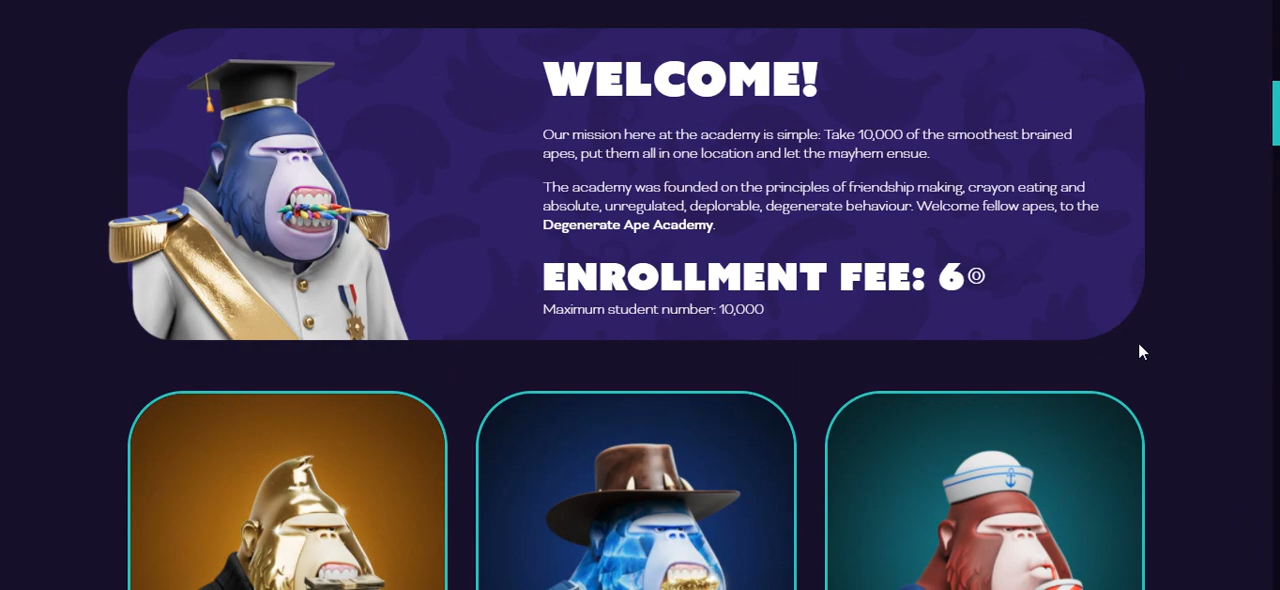 WELCOME!
Our mission here at the academy is simple: Take 10,000 of the smoothest brained
apes, put them all in one location and let the mayhem ensue.
The academy was founded on the principles of friendship making, crayon eating and
absolute, unregulated, deplorable, degenerate behaviour. Welcome fellow apes, to the
Degenerate Ape Academy.
ENROLLMENT FEE: 6◎
Maximum student number: 10,000